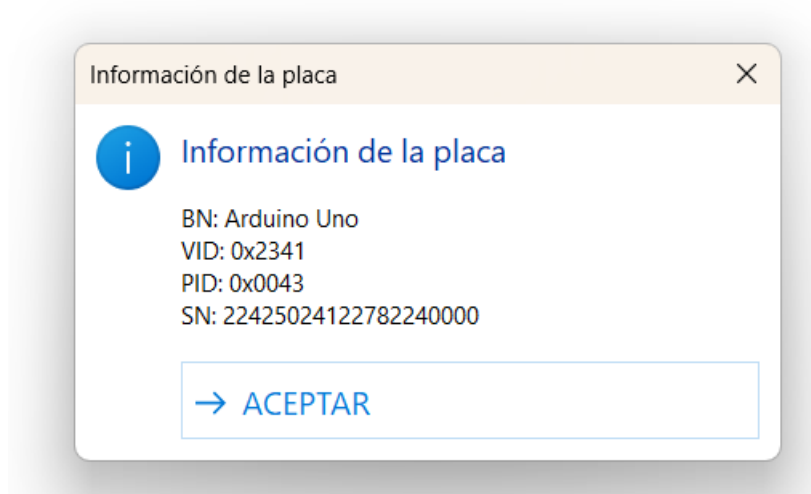 Información de la placa
Información de la placa
BN: Arduino Uno
VID: 0x2341
PID: 0x0043
SN: 22425024122782240000
→ ACEPTAR